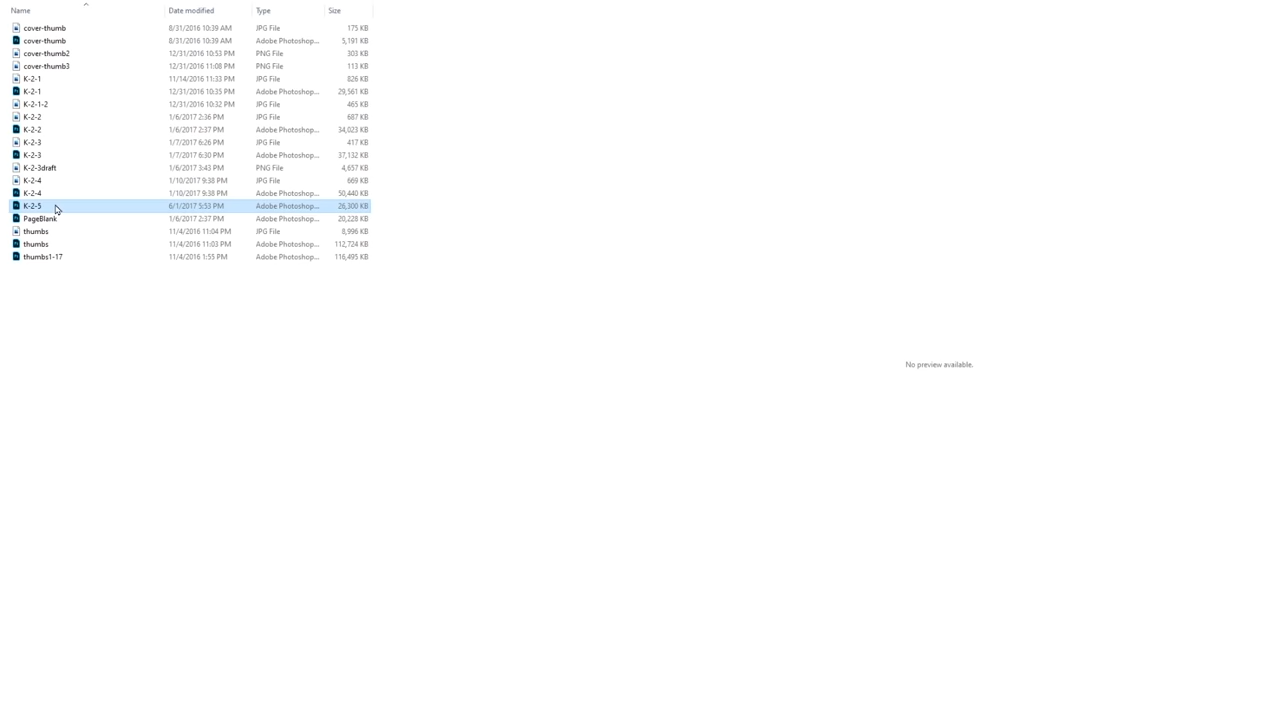 Name Date modified Type Size
cover-thumb 8/31/2016 10:39 AM JPG File 175 KB
cover-thumb 8/31/2016 10:39 AM Adobe Photoshop... 5,191 KB
cover-thumb2 12/31/2016 10:53 PM PNG File 303 KB
cover-thumb3 12/31/2016 11:08 PM PNG File 113 KB
K-2-1 11/14/2016 11:33 PM JPG File 826 KB
K-2-1 12/31/2016 10:35 PM Adobe Photoshop... 29,561 KB
K-2-1-2 12/31/2016 10:32 PM JPG File 465 KB
K-2-2 1/6/2017 2:36 PM JPG File 687 KB
K-2-2 1/6/2017 2:37 PM Adobe Photoshop... 34,023 KB
K-2-3 1/7/2017 6:26 PM JPG File 417 KB
K-2-3 1/7/2017 6:30 PM Adobe Photoshop... 37,132 KB
K-2-3draft 1/6/2017 3:43 PM PNG File 4,657 KB
K-2-4 1/10/2017 9:38 PM JPG File 669 KB
K-2-4 1/10/2017 9:38 PM Adobe Photoshop... 50,440 KB
K-2-5 6/1/2017 5:53 PM Adobe Photoshop... 26,300 KB
PageBlank 1/6/2017 2:37 PM Adobe Photoshop... 20,228 KB
thumbs 11/4/2016 11:04 PM JPG File 8,996 KB
thumbs 11/4/2016 11:03 PM Adobe Photoshop... 112,724 KB
thumbs1-17 11/4/2016 1:55 PM Adobe Photoshop... 116,495 KB
No preview available.